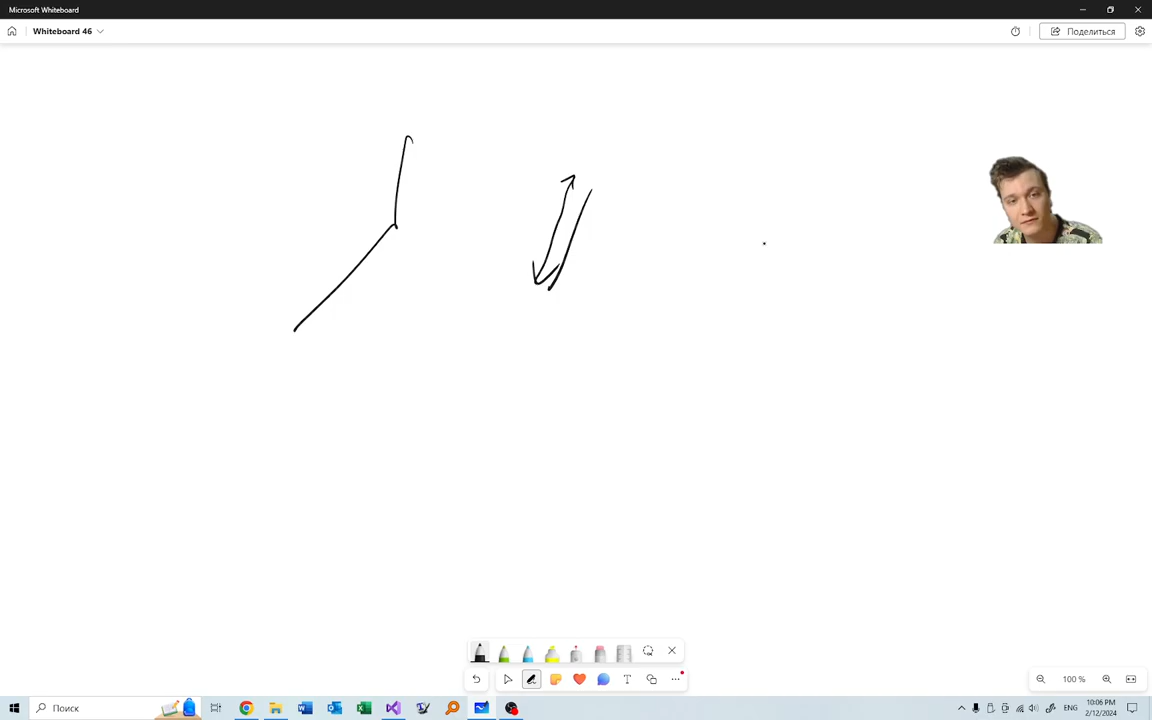 Microsoft Whiteboard
Whiteboard 46
Поделиться
100 %
Поиск
ENG
10:06 PM
2/12/2024